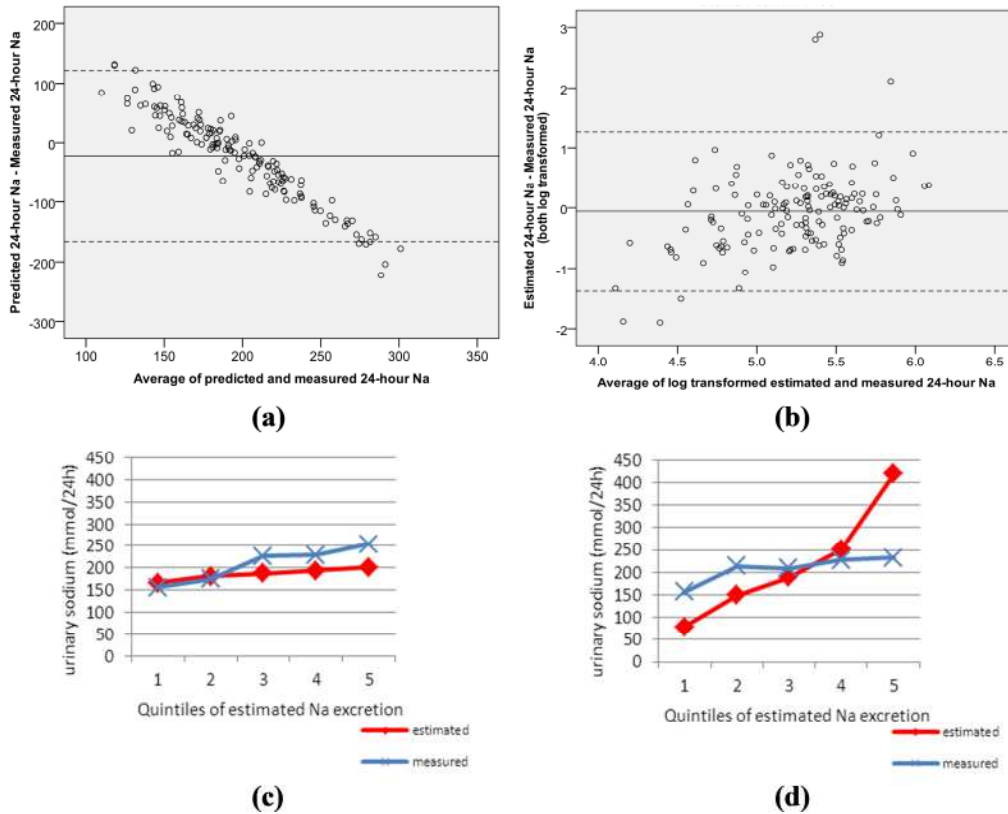 200
100
0
-100
-200
-300
Predicted 24-hour Na - Measured 24-hour Na
100 150 200 250 300 350
Average of predicted and measured 24-hour Na
(a)
3
2
1
0
-1
-2
Estimated 24-hour Na - Measured 24-hour Na
(both log transformed)
4.0 4.5 5.0 5.5 6.0 6.5
Average of log transformed estimated and measured 24-hour Na
(b)
450
400
350
300
250
200
150
100
50
0
urinary sodium (mmol/24h)
1 2 3 4 5
Quintiles of estimated Na excretion
estimated
measured
(c)
450
400
350
300
250
200
150
100
50
0
urinary sodium (mmol/24h)
1 2 3 4 5
Quintiles of estimated Na excretion
estimated
measured
(d)